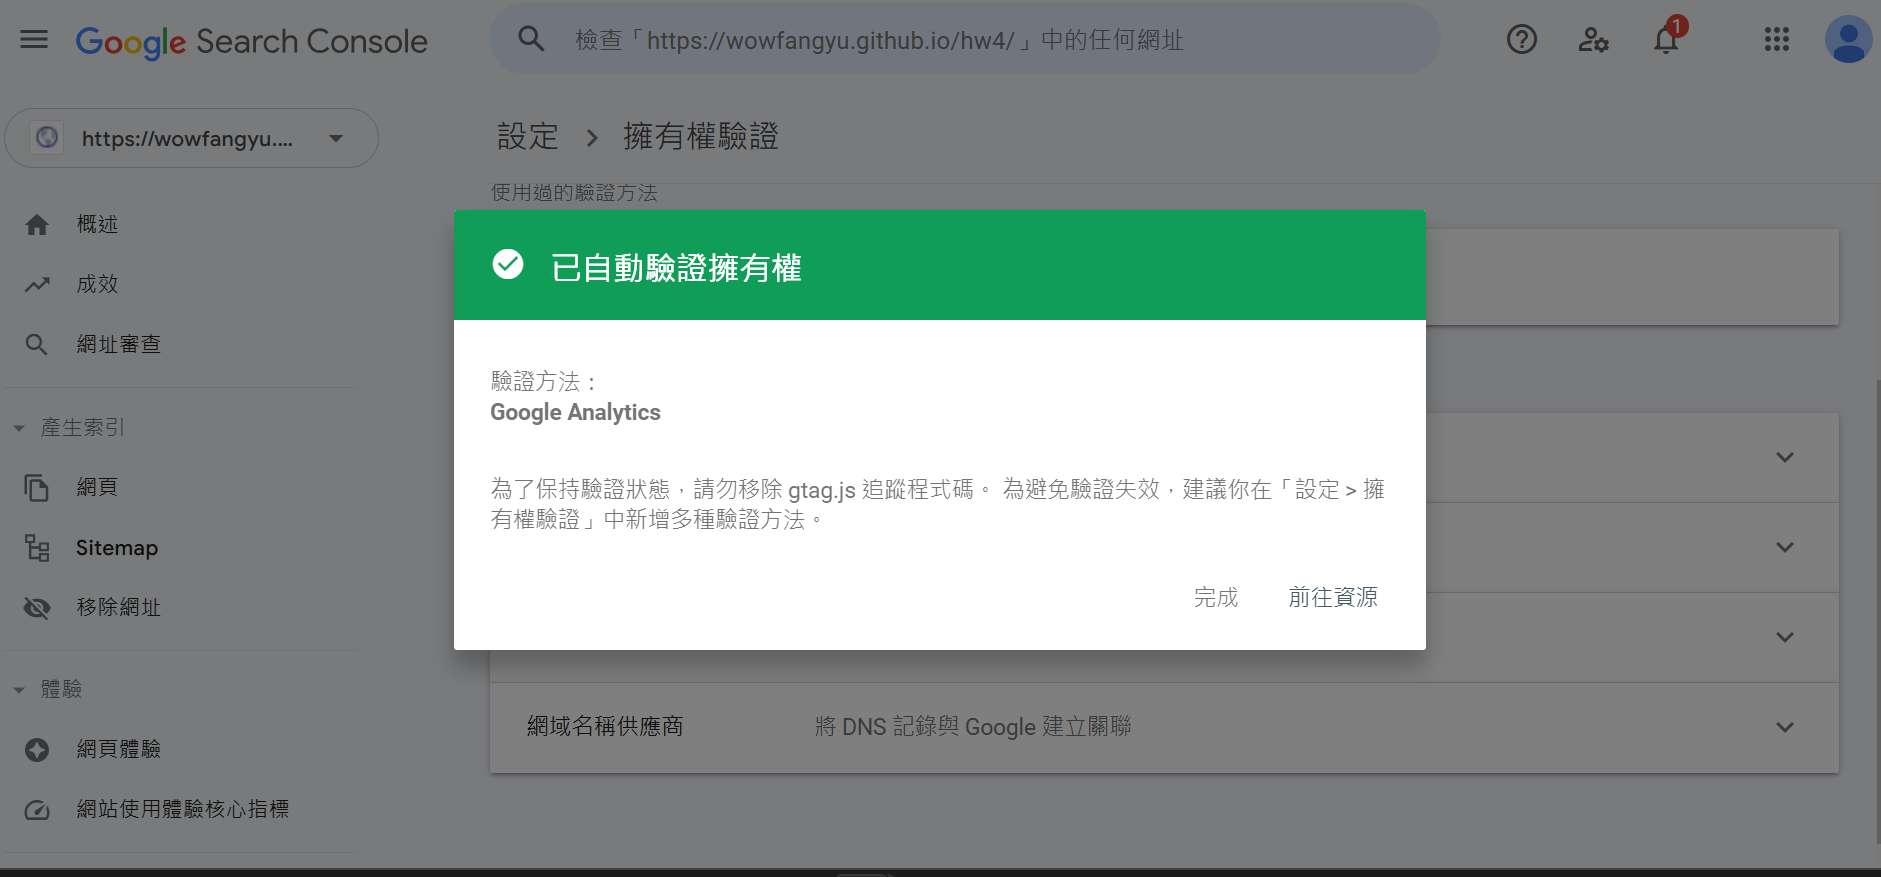 Google Search Console
檢查「https://wowfangyu.github.io/hw4/」中的任何網址
1
https://wowfangyu....
設定 > 擁有權驗證
使用過的驗證方法
概述
成效
網址審查
產生索引
網頁
Sitemap
移除網址
體驗
網頁體驗
網站使用體驗核心指標
已自動驗證擁有權
驗證方法：
Google Analytics
為了保持驗證狀態，請勿移除 gtag.js 追蹤程式碼。 為避免驗證失效，建議你在「設定 > 擁
有權驗證」中新增多種驗證方法。
完成 前往資源
網域名稱供應商 將 DNS 記錄與 Google 建立關聯